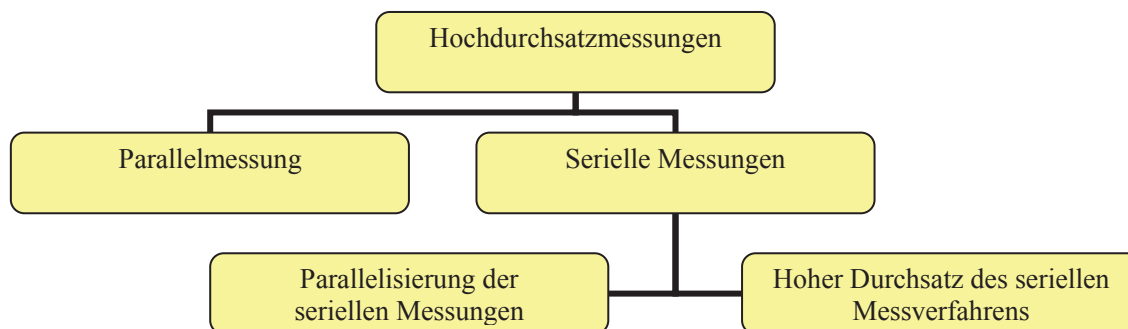 Hochdurchsatzmessungen
Parallelmessung
Serielle Messungen
Parallelisierung der
seriellen Messungen
Hoher Durchsatz des seriellen
Messverfahrens